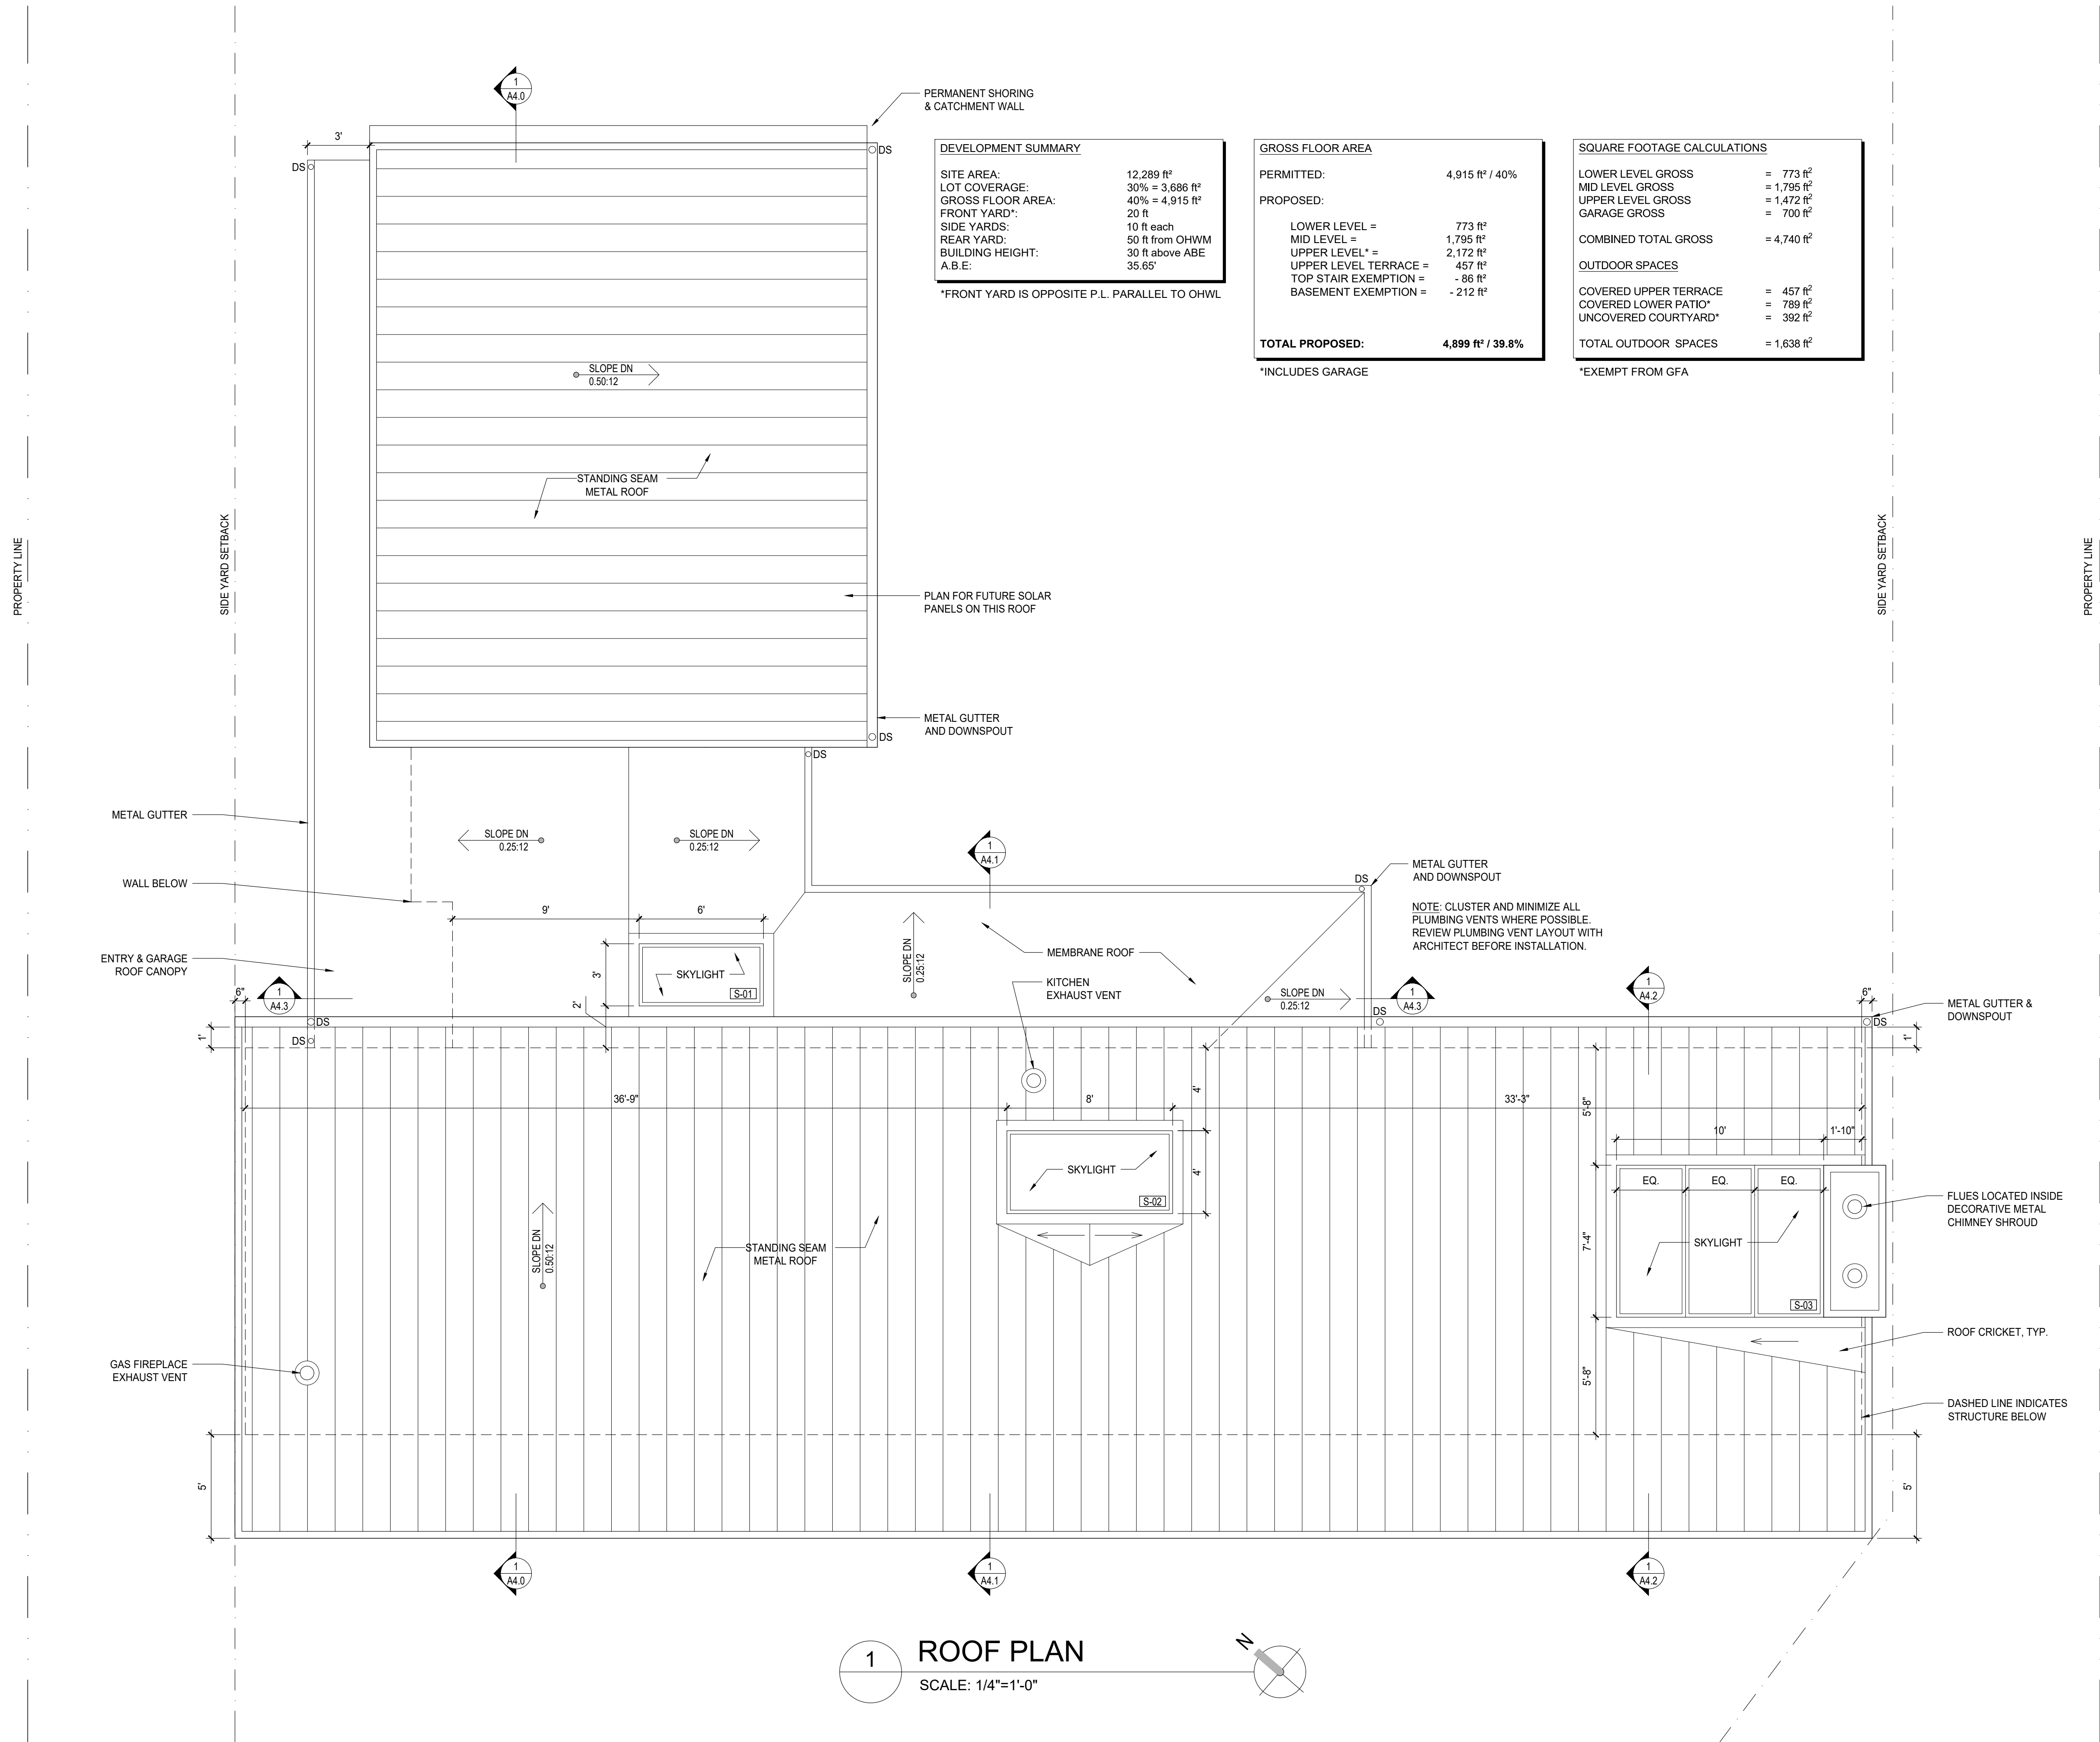 1
A4.0
PERMANENT SHORING
& CATCHMENT WALL
3'
DS
DS
DEVELOPMENT SUMMARY
SITE AREA: 12,289 ft²
LOT COVERAGE: 30% = 3,686 ft²
GROSS FLOOR AREA: 40% = 4,915 ft²
FRONT YARD*: 20 ft
SIDE YARDS: 10 ft each
REAR YARD: 50 ft from OHWM
BUILDING HEIGHT: 30 ft above ABE
A.B.E: 35.65'
*FRONT YARD IS OPPOSITE P.L. PARALLEL TO OHWL
GROSS FLOOR AREA
PERMITTED: 4,915 ft² / 40%
PROPOSED:
LOWER LEVEL = 773 ft²
MID LEVEL = 1,795 ft²
UPPER LEVEL* = 2,172 ft²
UPPER LEVEL TERRACE = 457 ft²
TOP STAIR EXEMPTION = - 86 ft²
BASEMENT EXEMPTION = - 212 ft²
TOTAL PROPOSED: 4,899 ft² / 39.8%
*INCLUDES GARAGE
SQUARE FOOTAGE CALCULATIONS
LOWER LEVEL GROSS = 773 ft²
MID LEVEL GROSS = 1,795 ft²
UPPER LEVEL GROSS = 1,472 ft²
GARAGE GROSS = 700 ft²
COMBINED TOTAL GROSS = 4,740 ft²
OUTDOOR SPACES
COVERED UPPER TERRACE = 457 ft²
COVERED LOWER PATIO* = 789 ft²
UNCOVERED COURTYARD* = 392 ft²
TOTAL OUTDOOR SPACES = 1,638 ft²
*EXEMPT FROM GFA
SLOPE DN
0.50:12
STANDING SEAM
METAL ROOF
PROPERTY LINE
SIDE YARD SETBACK
SIDE YARD SETBACK
PROPERTY LINE
PLAN FOR FUTURE SOLAR
PANELS ON THIS ROOF
METAL GUTTER
AND DOWNSPOUT
DS
DS
METAL GUTTER
SLOPE DN
0.25:12
SLOPE DN
0.25:12
1
A4.1
METAL GUTTER
AND DOWNSPOUT
DS
WALL BELOW
NOTE: CLUSTER AND MINIMIZE ALL
PLUMBING VENTS WHERE POSSIBLE.
REVIEW PLUMBING VENT LAYOUT WITH
ARCHITECT BEFORE INSTALLATION.
9'
6'
SLOPE DN
0.25:12
MEMBRANE ROOF
ENTRY & GARAGE
ROOF CANOPY
3'
SKYLIGHT
S-01
KITCHEN
EXHAUST VENT
2'
SLOPE DN
0.25:12
1
A4.3
1
A4.3
1
A4.2
6"
6"
METAL GUTTER &
DOWNSPOUT
DS
DS
DS
DS
1'
1'
36'-9"
8'
33'-3"
4'
4'
5'-8"
10'
1'-10"
SKYLIGHT
S-02
EQ.
EQ.
EQ.
FLUES LOCATED INSIDE
DECORATIVE METAL
CHIMNEY SHROUD
7'-4"
SKYLIGHT
S-03
SLOPE DN
0.50:12
STANDING SEAM
METAL ROOF
ROOF CRICKET, TYP.
GAS FIREPLACE
EXHAUST VENT
5'-8"
DASHED LINE INDICATES
STRUCTURE BELOW
5'
5'
1
A4.0
1
A4.1
1
A4.2
1
ROOF PLAN
SCALE: 1/4"=1'-0"
N